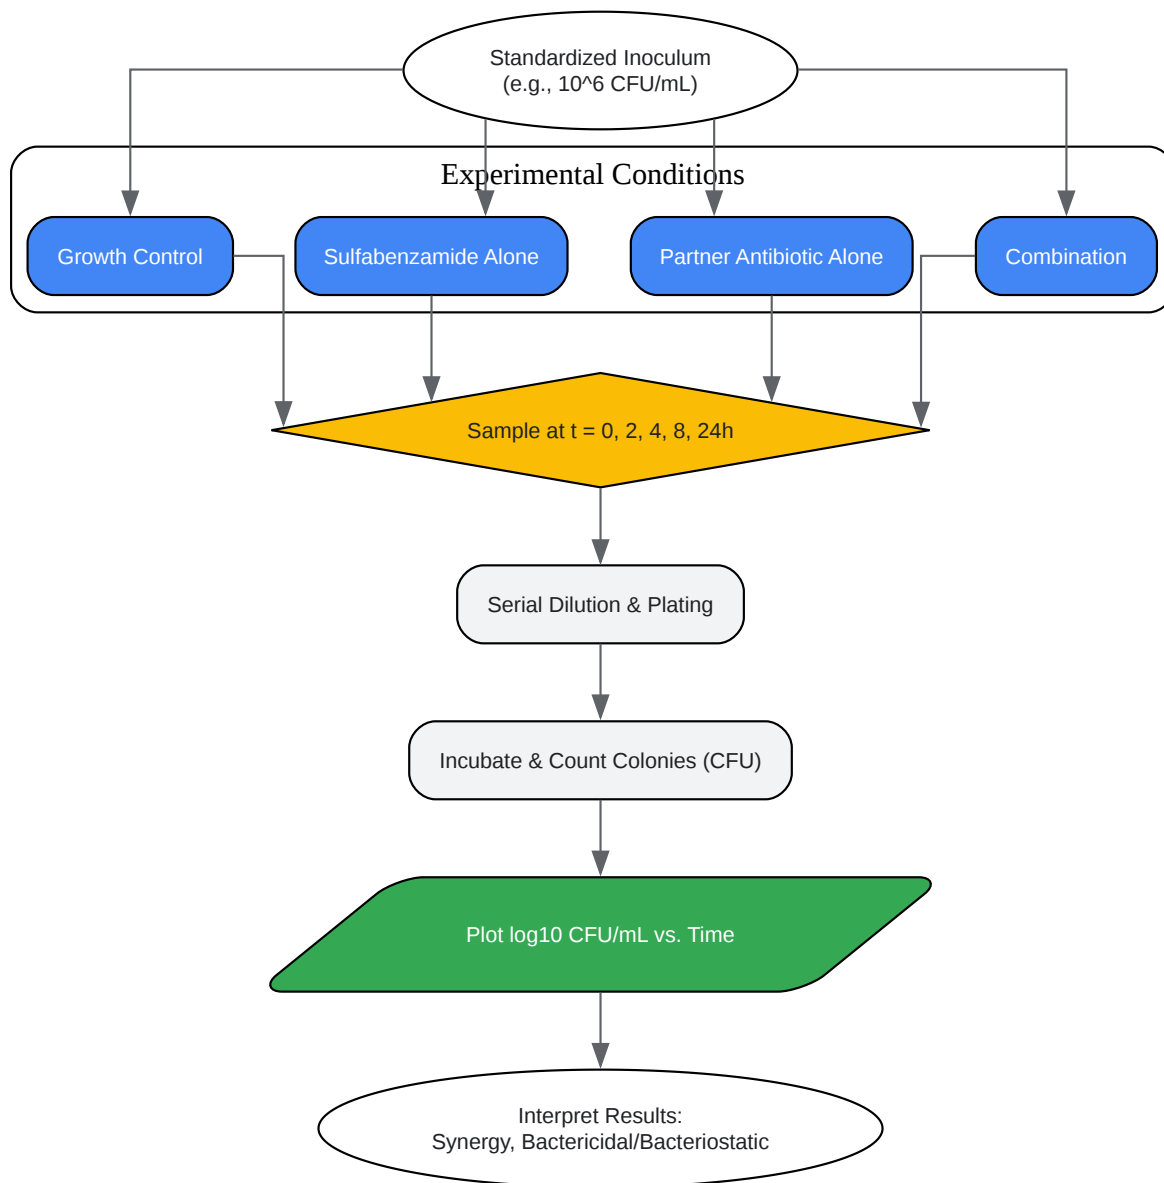 Standardized Inoculum
(e.g., 10^6 CFU/mL)
Experimental Conditions
Growth Control
Sulfabenzamide Alone
Partner Antibiotic Alone
Combination
Sample at t = 0, 2, 4, 8, 24h
Serial Dilution & Plating
Incubate & Count Colonies (CFU)
Plot log10 CFU/mL vs. Time
Interpret Results:
Synergy, Bactericidal/Bacteriostatic